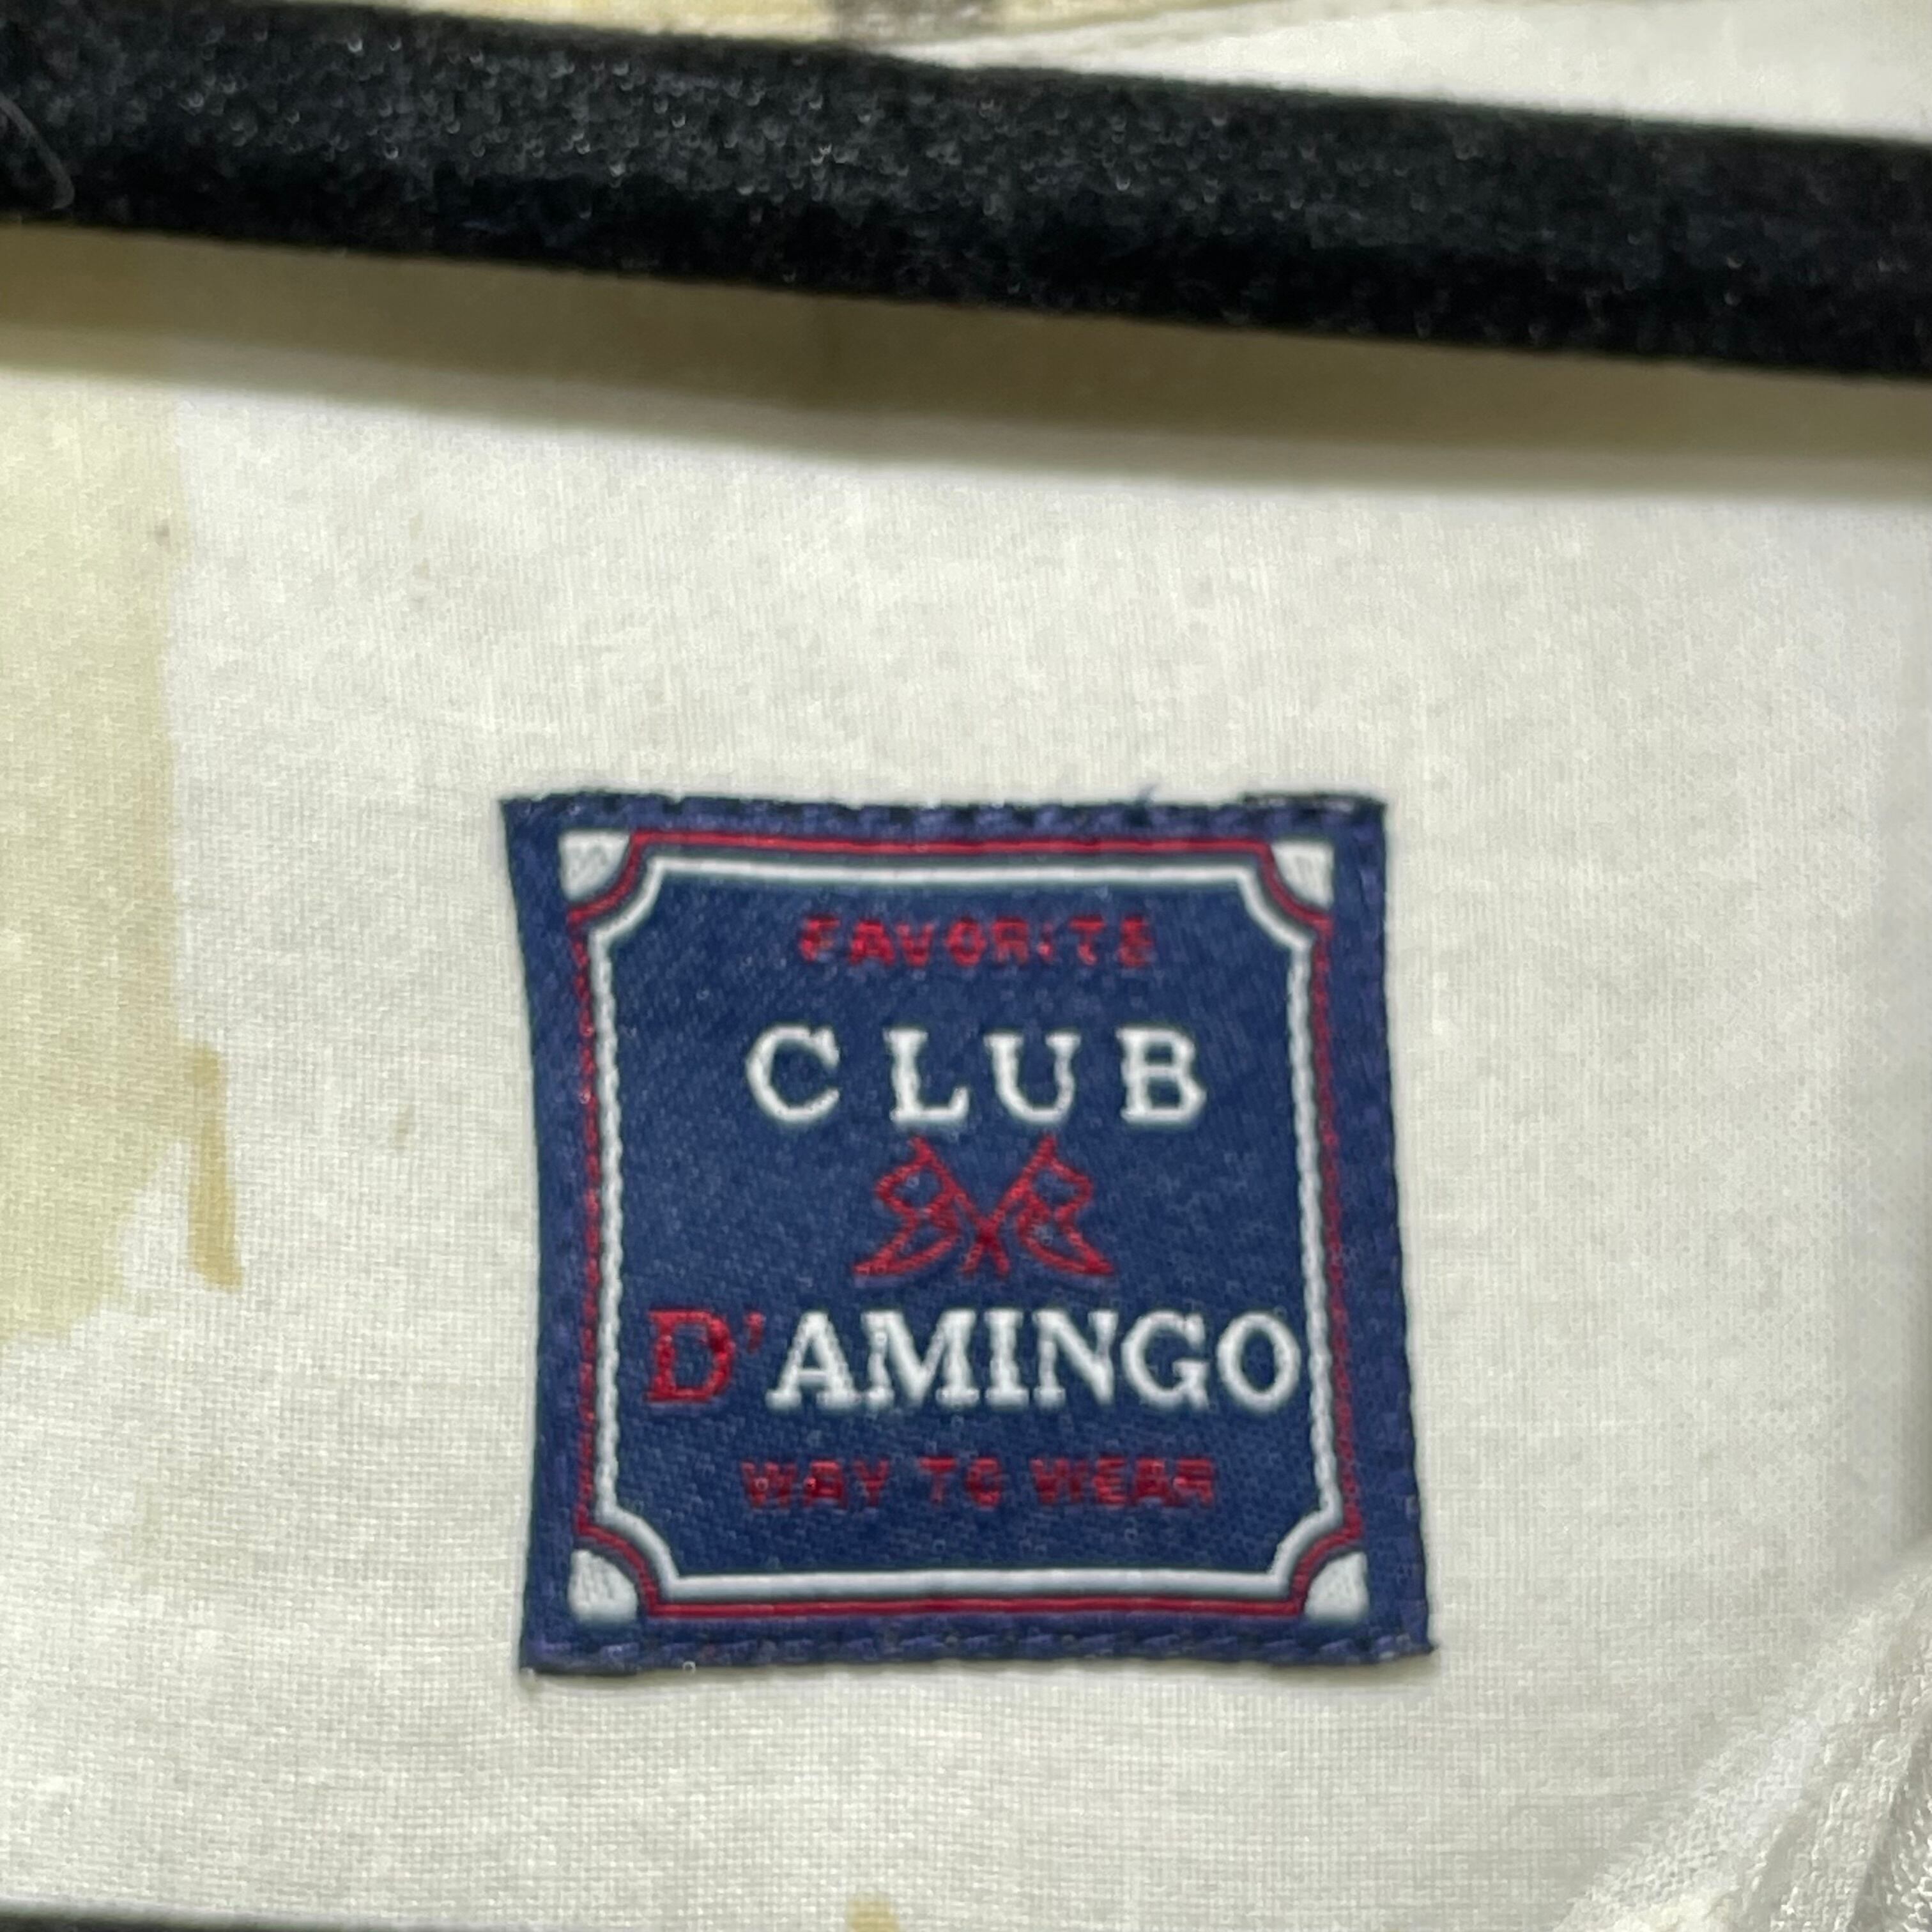 FAVORITE
CLUB
D'AMINGO
WAY TO WEAR